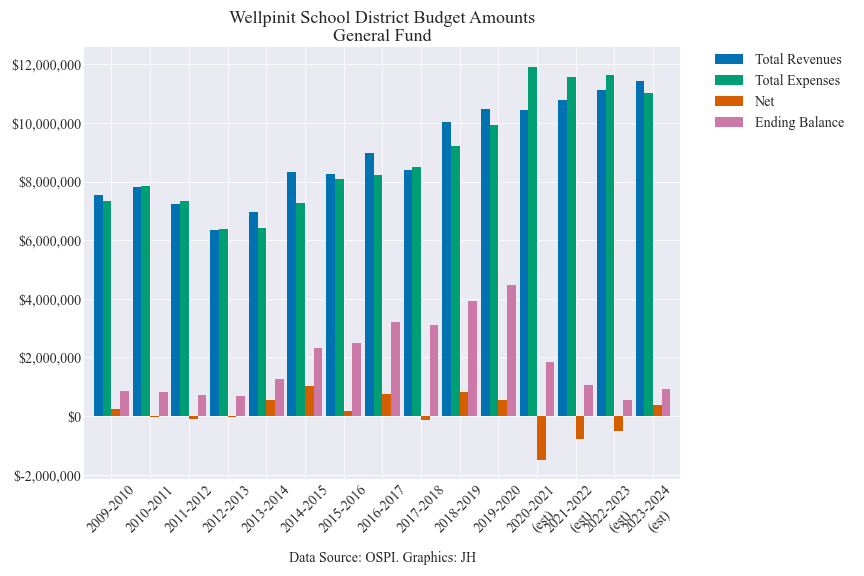 Wellpinit School District Budget Amounts
General Fund
Total Revenues
Total Expenses
Net
Ending Balance
$12,000,000
$10,000,000
$8,000,000
$6,000,000
$4,000,000
$2,000,000
$0
$-2,000,000
2009-2010
2010-2011
2011-2012
2012-2013
2013-2014
2014-2015
2015-2016
2016-2017
2017-2018
2018-2019
2019-2020
2020-2021
(est)
2021-2022
(est)
2022-2023
(est)
2023-2024
(est)
Data Source: OSPI. Graphics: JH